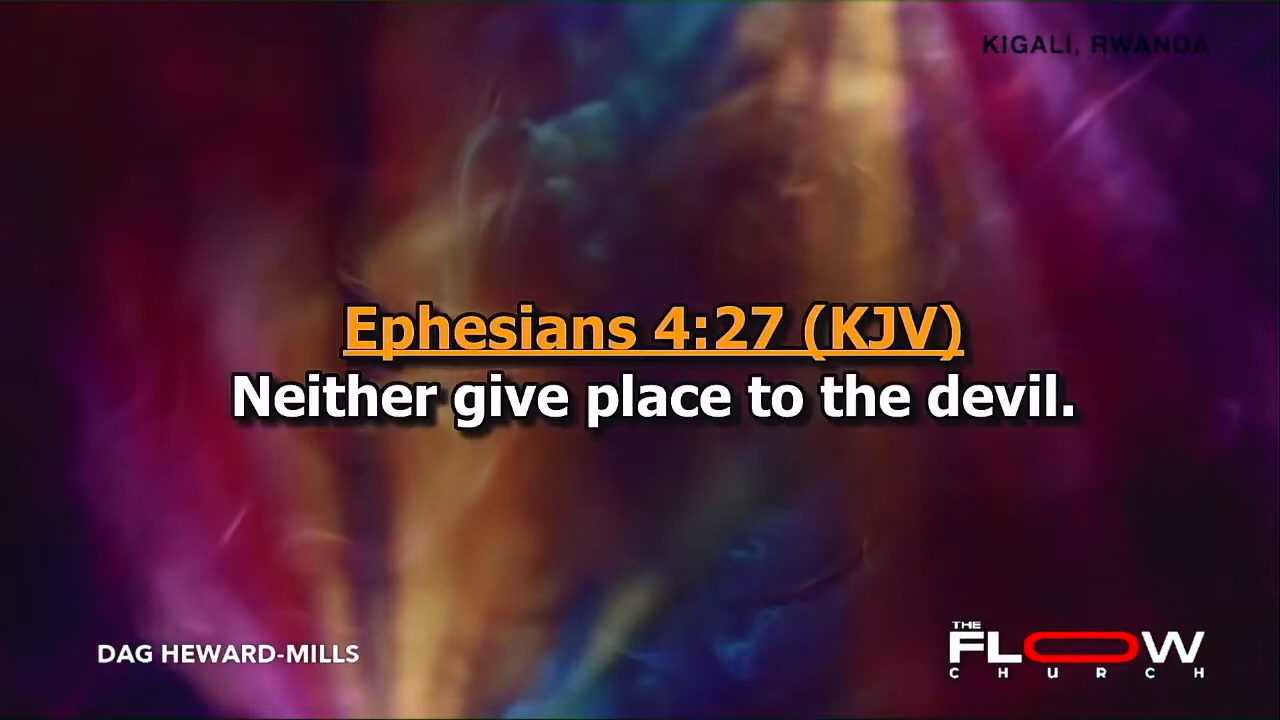 KIGALI, RWANDA
Ephesians 4:27 (KJV)
Neither give place to the devil.
DAG HEWARD-MILLS
THE
FLOW
CHURCH